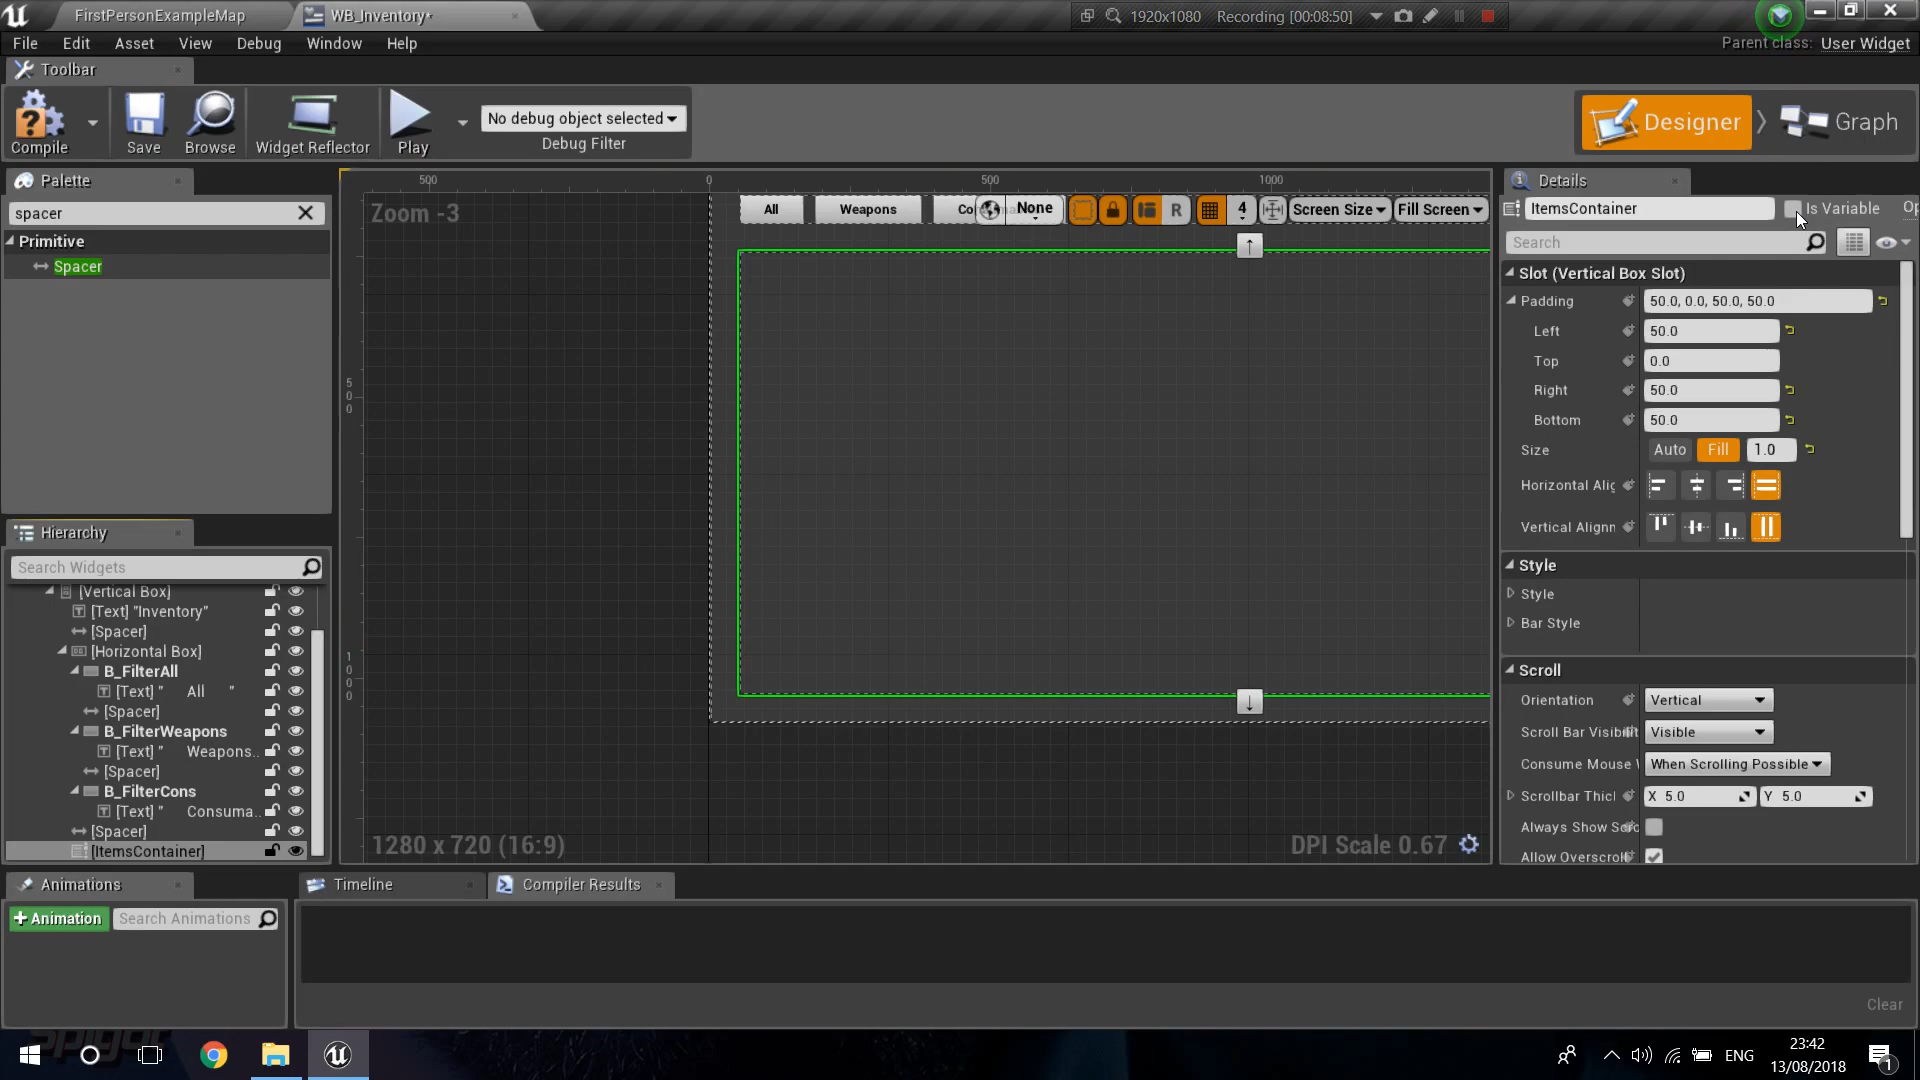 FirstPersonExampleMap
WB_Inventory*
1920x1080
Recording [00:08:50]
File Edit Asset View Debug Window Help
Parent class: User Widget
Toolbar
Compile
Save
Browse
Widget Reflector
Play
No debug object selected
Debug Filter
Designer
Graph
Palette
spacer
Primitive
Spacer
Hierarchy
Search Widgets
[Vertical Box]
[Text] "Inventory"
[Spacer]
[Horizontal Box]
B_FilterAll
[Text] " All "
[Spacer]
B_FilterWeapons
[Text] " Weapons..
[Spacer]
B_FilterCons
[Text] " Consuma..
[Spacer]
[ItemsContainer]
500 0 500 1000
Zoom -3
All
Weapons
Co
None
R
4
Screen Size
Fill Screen
500
1000
1280 x 720 (16:9)
DPI Scale 0.67
Details
ItemsContainer
Is Variable
Op
Search
Slot (Vertical Box Slot)
Padding 50.0, 0.0, 50.0, 50.0
Left 50.0
Top 0.0
Right 50.0
Bottom 50.0
Size Auto Fill 1.0
Horizontal Alig
Vertical Alignn
Style
Style
Bar Style
Scroll
Orientation Vertical
Scroll Bar Visibilit Visible
Consume Mouse When Scrolling Possible
Scrollbar Thicl X 5.0 Y 5.0
Always Show Scro
Allow Overscroll
Animations
+ Animation
Search Animations
Timeline
Compiler Results
Clear
ENG
23:42
13/08/2018
1